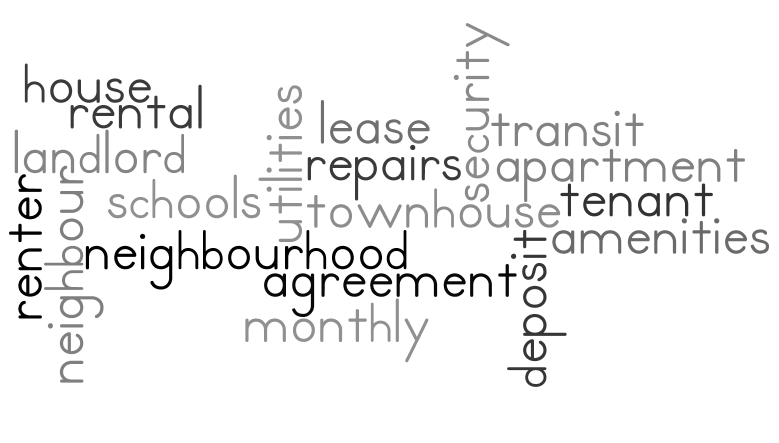 house
rental
landlord
renter
neighbour
schools
utilities
lease
repairs
security
transit
apartment
townhouse
tenant
amenities
neighbourhood
agreement
deposit
monthly